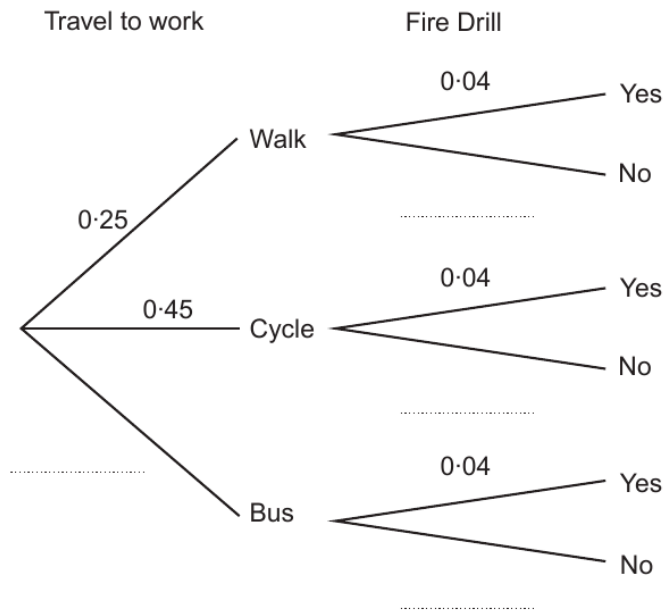 Travel to work
Fire Drill
0·04
Yes
Walk
No
0·25
0·04
Yes
0·45
Cycle
No
0·04
Yes
Bus
No